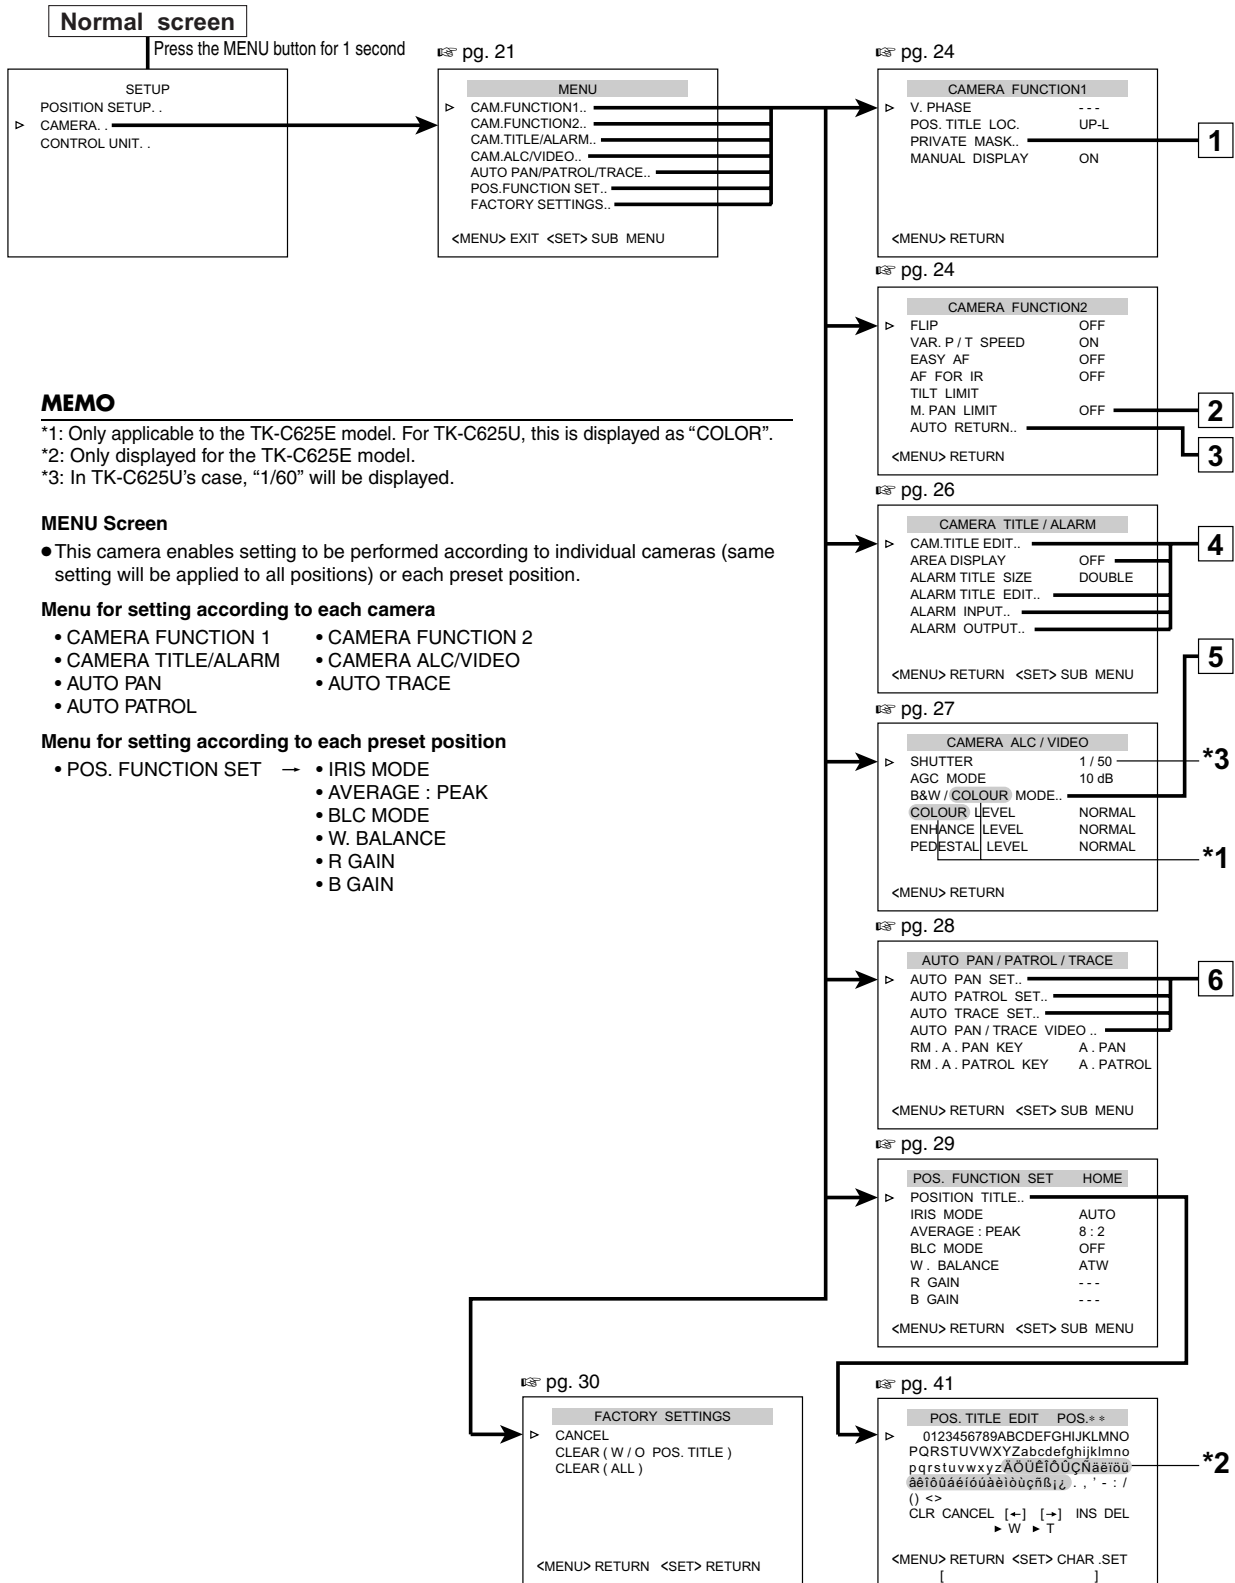 Normal screen
Press the MENU button for 1 second
SETUP
POSITION SETUP. .
CAMERA. .
CONTROL UNIT. .
☞ pg. 21
MENU
CAM.FUNCTION1..
CAM.FUNCTION2..
CAM.TITLE/ALARM..
CAM.ALC/VIDEO..
AUTO PAN/PATROL/TRACE..
POS.FUNCTION SET..
FACTORY SETTINGS..
<MENU> EXIT <SET> SUB MENU
☞ pg. 24
CAMERA FUNCTION1
V. PHASE - - -
POS. TITLE LOC. UP-L
PRIVATE MASK..
MANUAL DISPLAY ON
<MENU> RETURN
1
☞ pg. 24
CAMERA FUNCTION2
FLIP OFF
VAR. P / T SPEED ON
EASY AF OFF
AF FOR IR OFF
TILT LIMIT
M. PAN LIMIT OFF
AUTO RETURN..
<MENU> RETURN
2
3
MEMO
*1: Only applicable to the TK-C625E model. For TK-C625U, this is displayed as “COLOR”.
*2: Only displayed for the TK-C625E model.
*3: In TK-C625U's case, “1/60” will be displayed.
MENU Screen
● This camera enables setting to be performed according to individual cameras (same
setting will be applied to all positions) or each preset position.
Menu for setting according to each camera
• CAMERA FUNCTION 1 • CAMERA FUNCTION 2
• CAMERA TITLE/ALARM • CAMERA ALC/VIDEO
• AUTO PAN • AUTO TRACE
• AUTO PATROL
Menu for setting according to each preset position
• POS. FUNCTION SET → • IRIS MODE
• AVERAGE : PEAK
• BLC MODE
• W. BALANCE
• R GAIN
• B GAIN
☞ pg. 26
CAMERA TITLE / ALARM
CAM.TITLE EDIT..
AREA DISPLAY OFF
ALARM TITLE SIZE DOUBLE
ALARM TITLE EDIT..
ALARM INPUT..
ALARM OUTPUT..
<MENU> RETURN <SET> SUB MENU
4
5
☞ pg. 27
CAMERA ALC / VIDEO
SHUTTER 1 / 50
AGC MODE 10 dB
B&W / COLOUR MODE..
COLOUR LEVEL NORMAL
ENHANCE LEVEL NORMAL
PEDESTAL LEVEL NORMAL
<MENU> RETURN
*3
*1
☞ pg. 28
AUTO PAN / PATROL / TRACE
AUTO PAN SET..
AUTO PATROL SET..
AUTO TRACE SET..
AUTO PAN / TRACE VIDEO ..
RM . A . PAN KEY A . PAN
RM . A . PATROL KEY A . PATROL
<MENU> RETURN <SET> SUB MENU
6
☞ pg. 29
POS. FUNCTION SET HOME
POSITION TITLE..
IRIS MODE AUTO
AVERAGE : PEAK 8 : 2
BLC MODE OFF
W . BALANCE ATW
R GAIN - - -
B GAIN - - -
<MENU> RETURN <SET> SUB MENU
☞ pg. 30
FACTORY SETTINGS
CANCEL
CLEAR ( W / O POS. TITLE )
CLEAR ( ALL )
<MENU> RETURN <SET> RETURN
☞ pg. 41
POS. TITLE EDIT POS.* *
0123456789ABCDEFGHIJKLMNO
PQRSTUVWXYZabcdefghijklmno
pqrstuvwxyzÄÖÜÊÎÔÛÇÑäëïöü
âêîôûáéíóúàèìòùçñß¡¿ . , ' - : /
() <>
CLR CANCEL [←] [→] INS DEL
► W ► T
<MENU> RETURN <SET> CHAR .SET
[ ]
*2